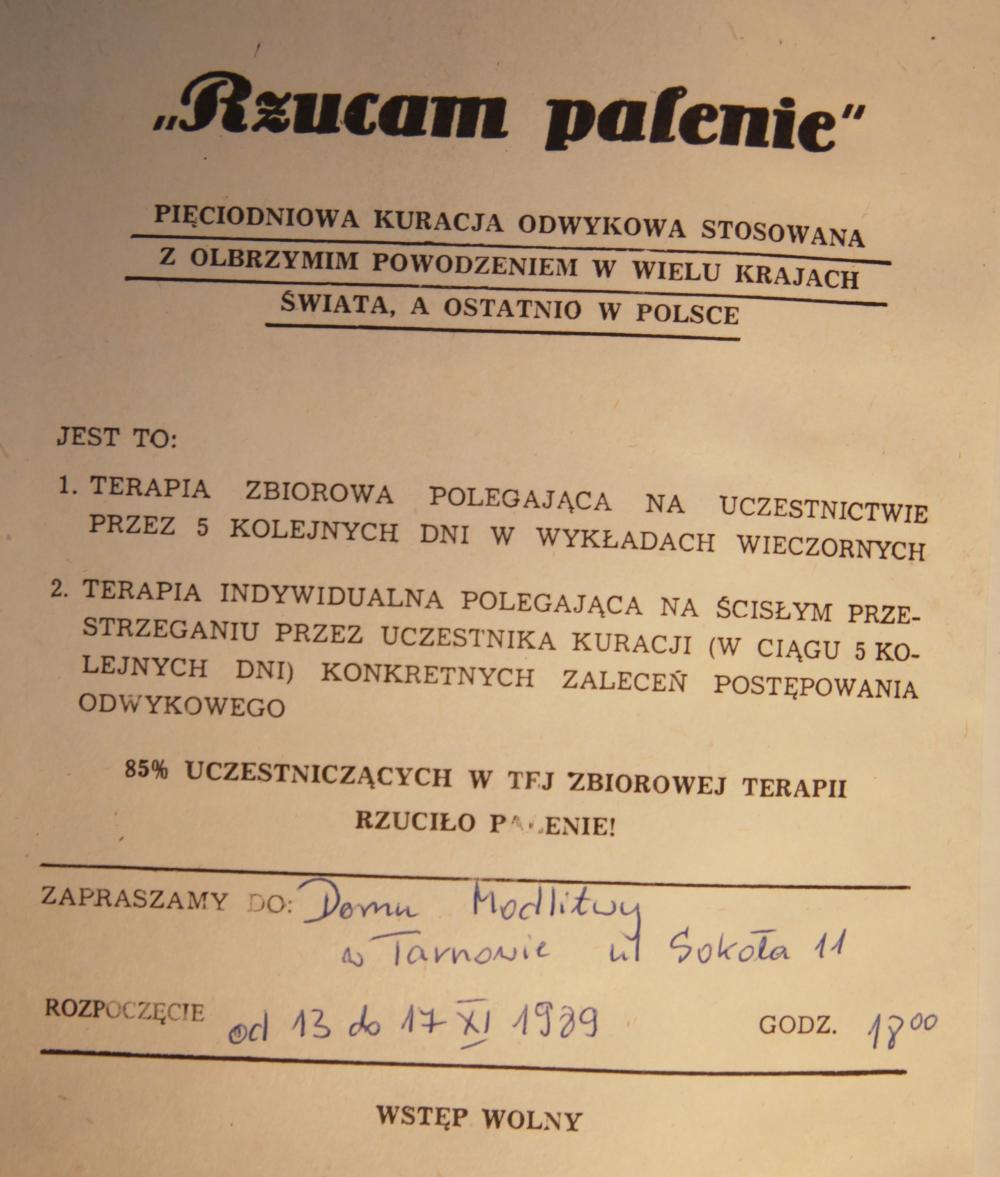 „Rzucam palenie"
PIĘCIODNIOWA KURACJA ODWYKOWA STOSOWANA
Z OLBRZYMIM POWODZENIEM W WIELU KRAJACH
ŚWIATA, A OSTATNIO W POLSCE
JEST TO:
1. TERAPIA ZBIOROWA POLEGAJĄCA NA UCZESTNICTWIE
PRZEZ 5 KOLEJNYCH DNI W WYKŁADACH WIECZORNYCH
2. TERAPIA INDYWIDUALNA POLEGAJĄCA NA ŚCISŁYM PRZE-
STRZEGANIU PRZEZ UCZESTNIKA KURACJI (W CIĄGU 5 KO-
LEJNYCH DNI) KONKRETNYCH ZALECEŃ POSTĘPOWANIA
ODWYKOWEGO
85% UCZESTNICZĄCYCH W TEJ ZBIOROWEJ TERAPII
RZUCIŁO PALENIE!
ZAPRASZAMY DO: Domu Modlitwy
w Tarnowie ul Sokoła 11
ROZPOCZĘCIE od 13 do 17 XI 1989 GODZ. 18⁰⁰
WSTĘP WOLNY